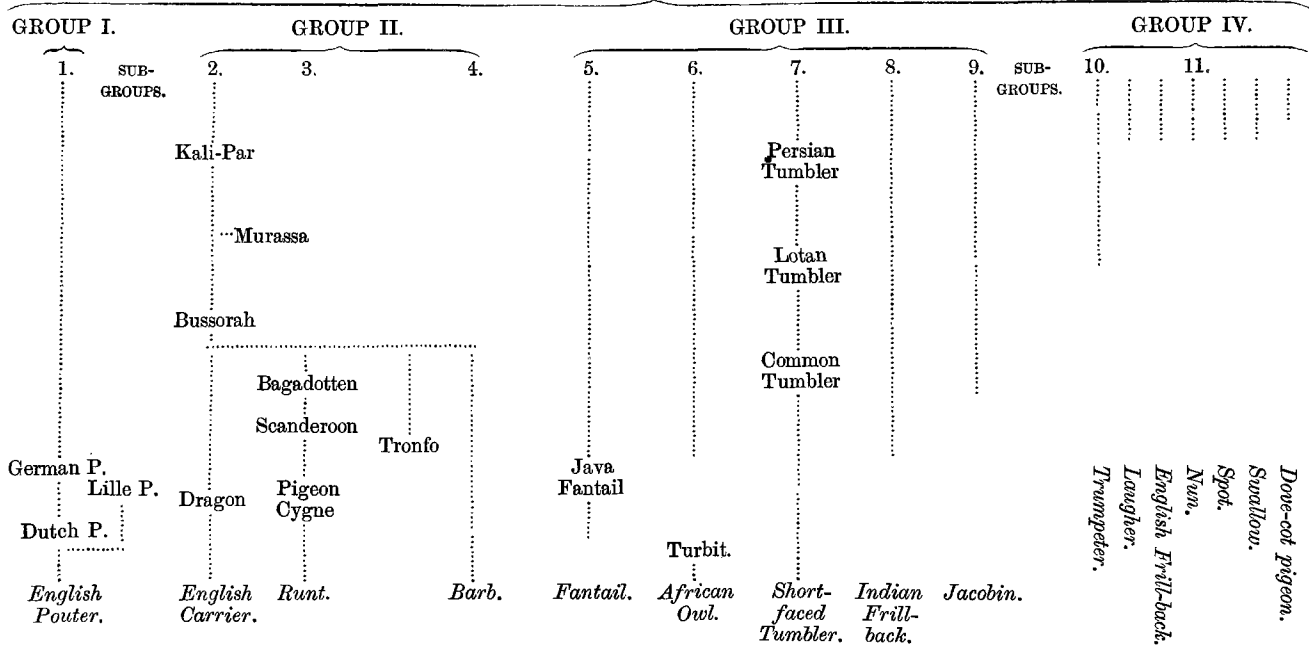 GROUP I. GROUP II. GROUP III. GROUP IV.
1. SUB-GROUPS. 2. 3. 4. 5. 6. 7. 8. 9. SUB-GROUPS. 10. 11.
Kali-Par
Persian
Tumbler
Murassa
Lotan
Tumbler
Bussorah
Common
Tumbler
Bagadotten
Scanderoon
Tronfo
German P.
Lille P.
Dutch P.
Dragon
Pigeon
Cygne
Java
Fantail
Turbit.
English
Pouter.
English
Carrier.
Runt.
Barb.
Fantail.
African
Owl.
Short-
faced
Tumbler.
Indian
Frill-
back.
Jacobin.
Trumpeter.
Laugher.
English Frill-back.
Nun.
Spot.
Swallow.
Dove-cot pigeon.